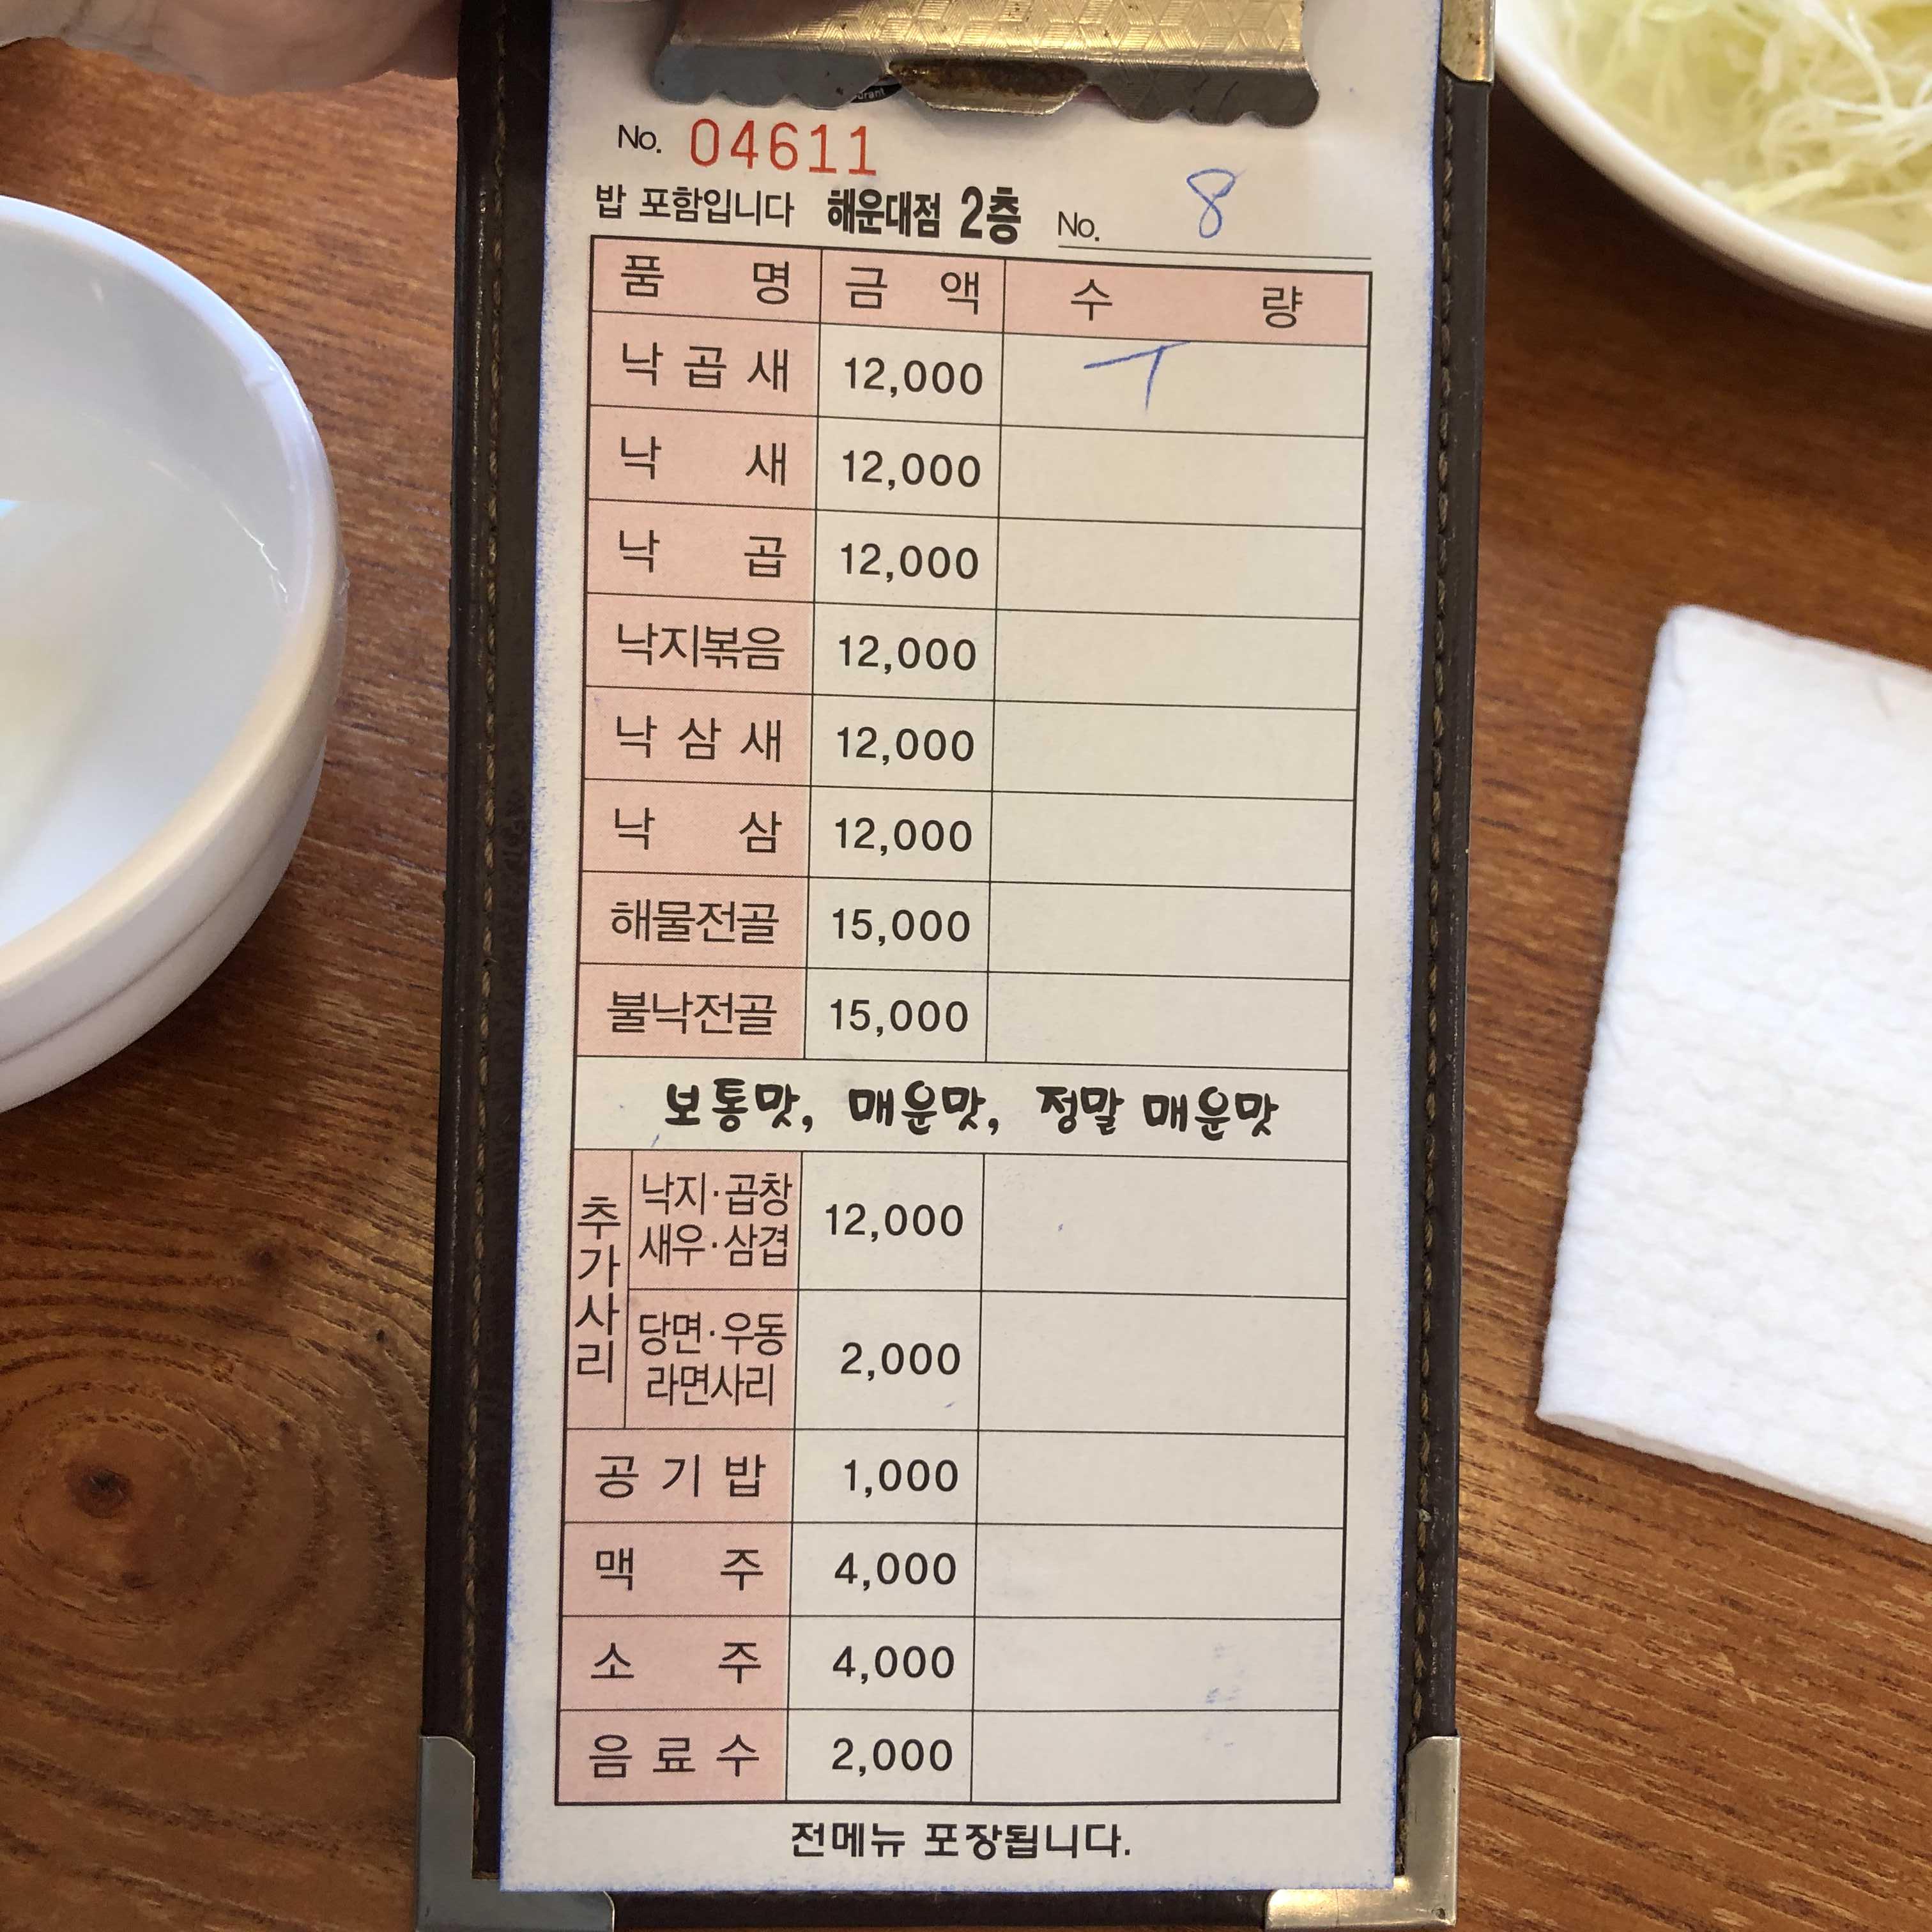 urant
No. 04611
밥 포함입니다 해운대점 2층 No. 8
품 명 금 액 수 량
낙 곱 새 12,000 ㅜ
낙 새 12,000
낙 곱 12,000
낙지볶음 12,000
낙 삼 새 12,000
낙 삼 12,000
해물전골 15,000
불낙전골 15,000
보통맛, 매운맛, 정말 매운맛
추가사리
낙지·곱창
새우·삼겹 12,000
당면·우동
라면사리 2,000
공 기 밥 1,000
맥 주 4,000
소 주 4,000
음 료 수 2,000
전메뉴 포장됩니다.